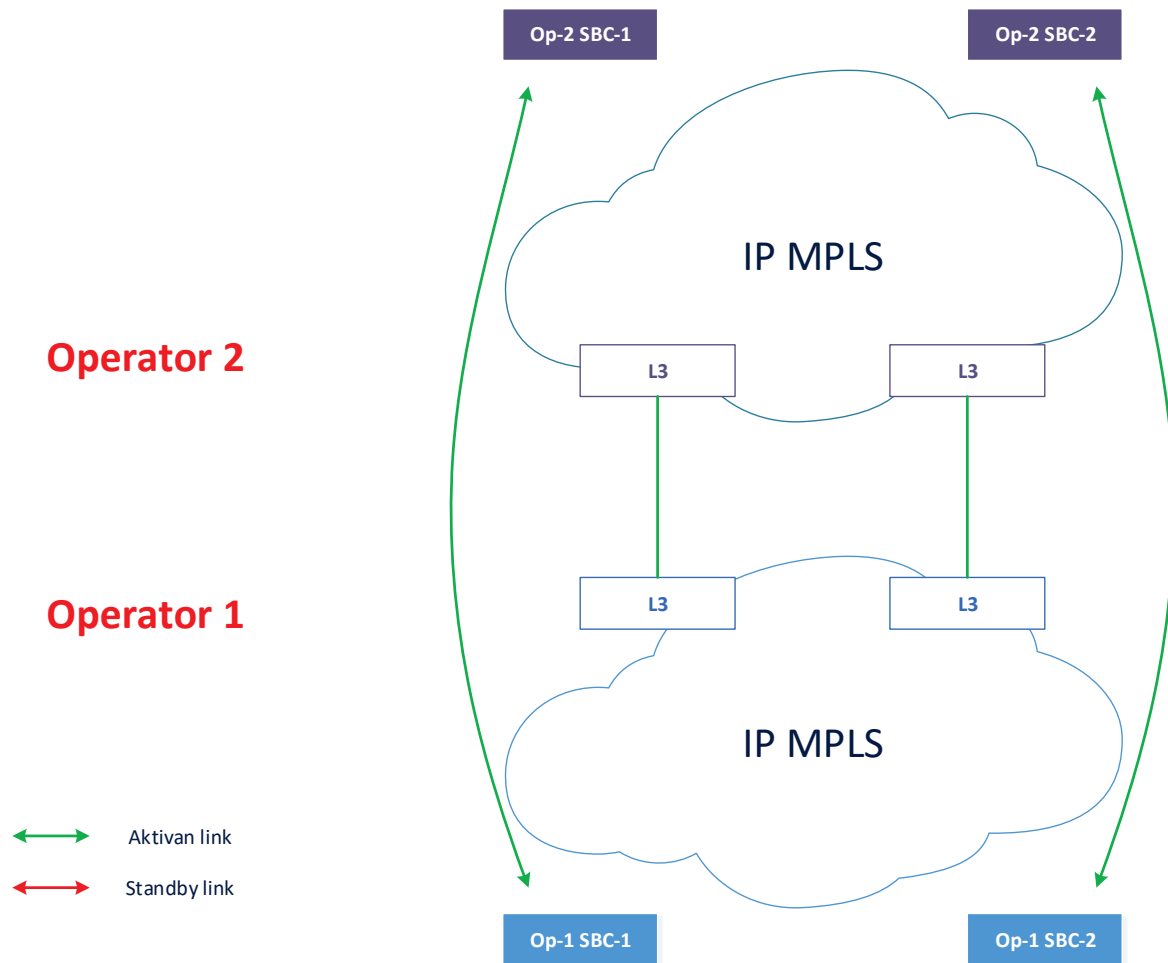 Op-2 SBC-1
Op-2 SBC-2
IP MPLS
Operator 2
L3
L3
Operator 1
L3
L3
IP MPLS
Aktivan link
Standby link
Op-1 SBC-1
Op-1 SBC-2